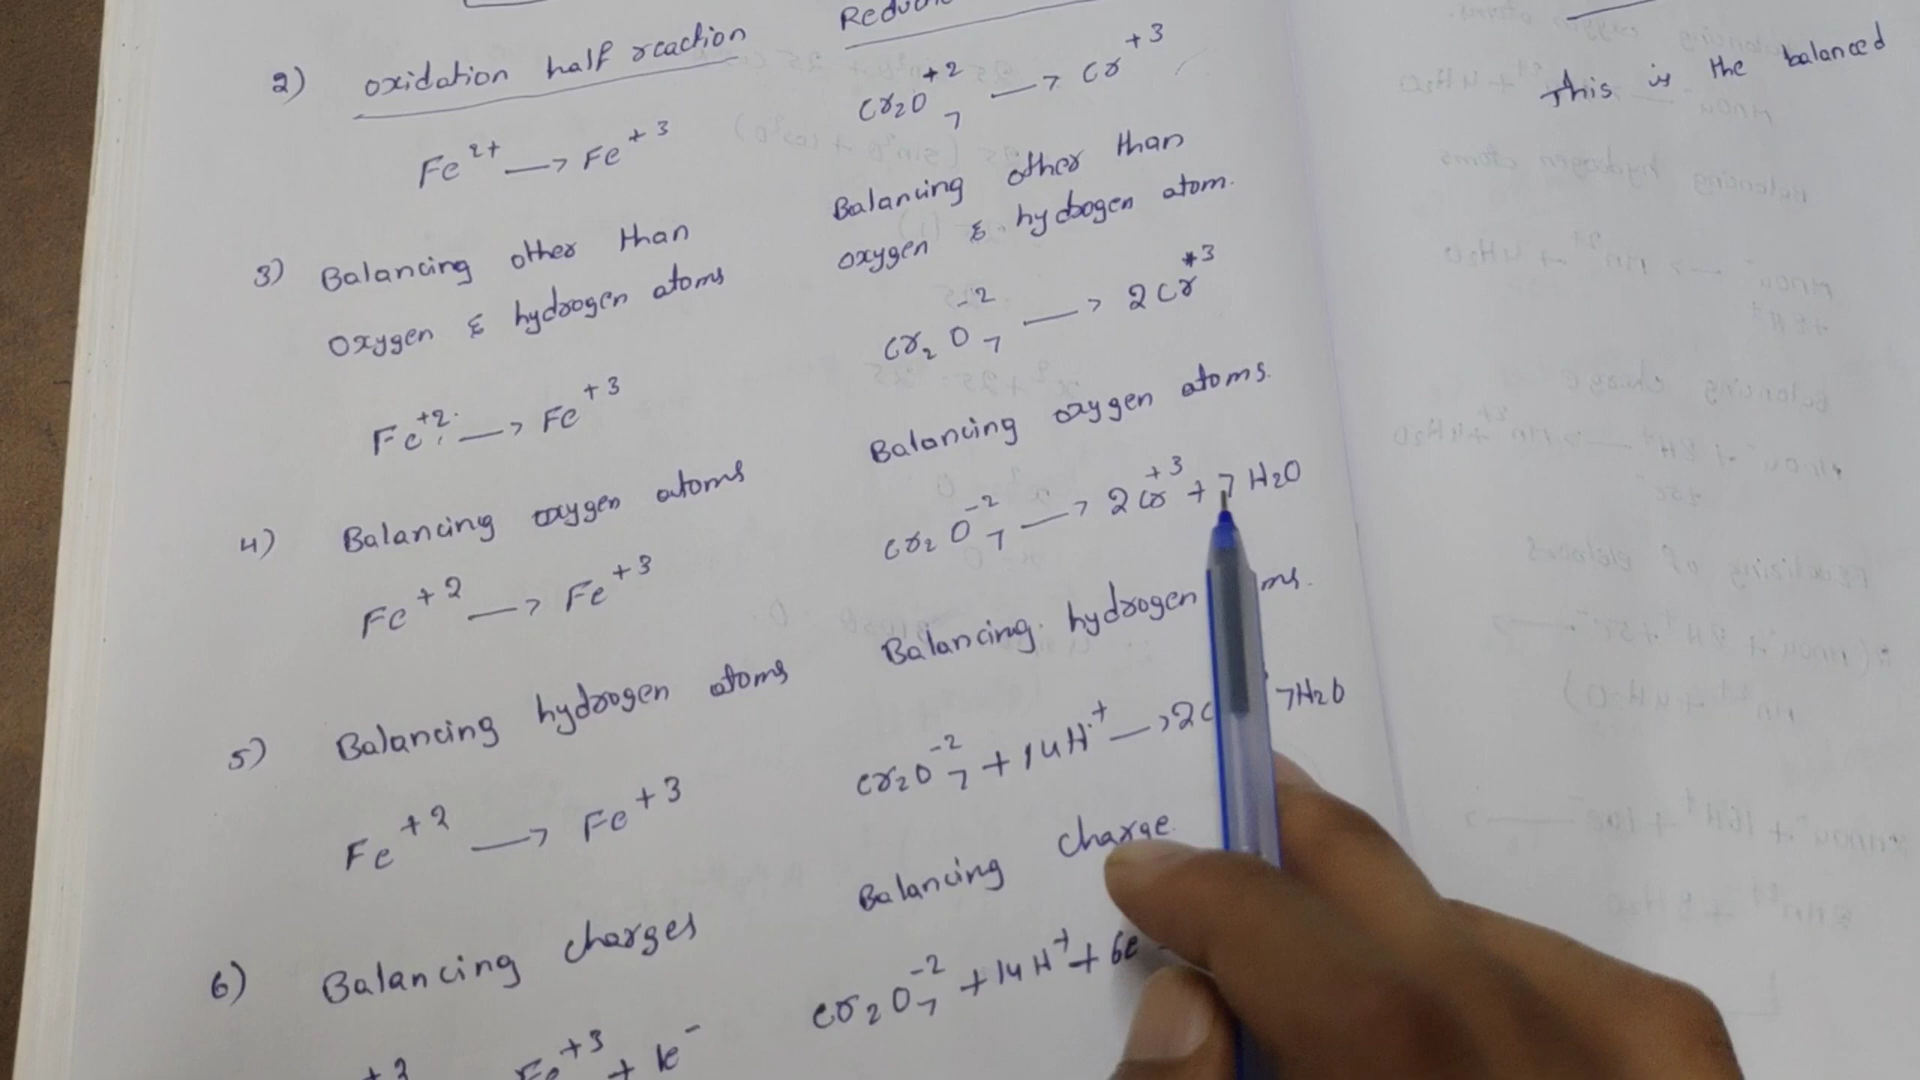 2) oxidation half reaction
Fe²⁺ → Fe⁺³
3) Balancing other than
oxygen & hydrogen atoms
Fe⁺² → Fe⁺³
4) Balancing oxygen atoms
Fe⁺² → Fe⁺³
5) Balancing hydrogen atoms
Fe⁺² → Fe⁺³
6) Balancing charges
Fe⁺³ + 1e⁻
Cr₂O₇⁺² → Cr⁺³
Balancing other than
oxygen & hydrogen atom.
Cr₂O₇⁻² → 2Cr⁺³
Balancing oxygen atoms.
Cr₂O₇⁻² → 2Cr⁺³ + 7H₂O
Balancing hydrogen
Cr₂O₇⁻² + 14H⁺ → 2C 7H₂O
Balancing charge
Cr₂O₇⁻² + 14H⁺ + 6e
This is the balanced